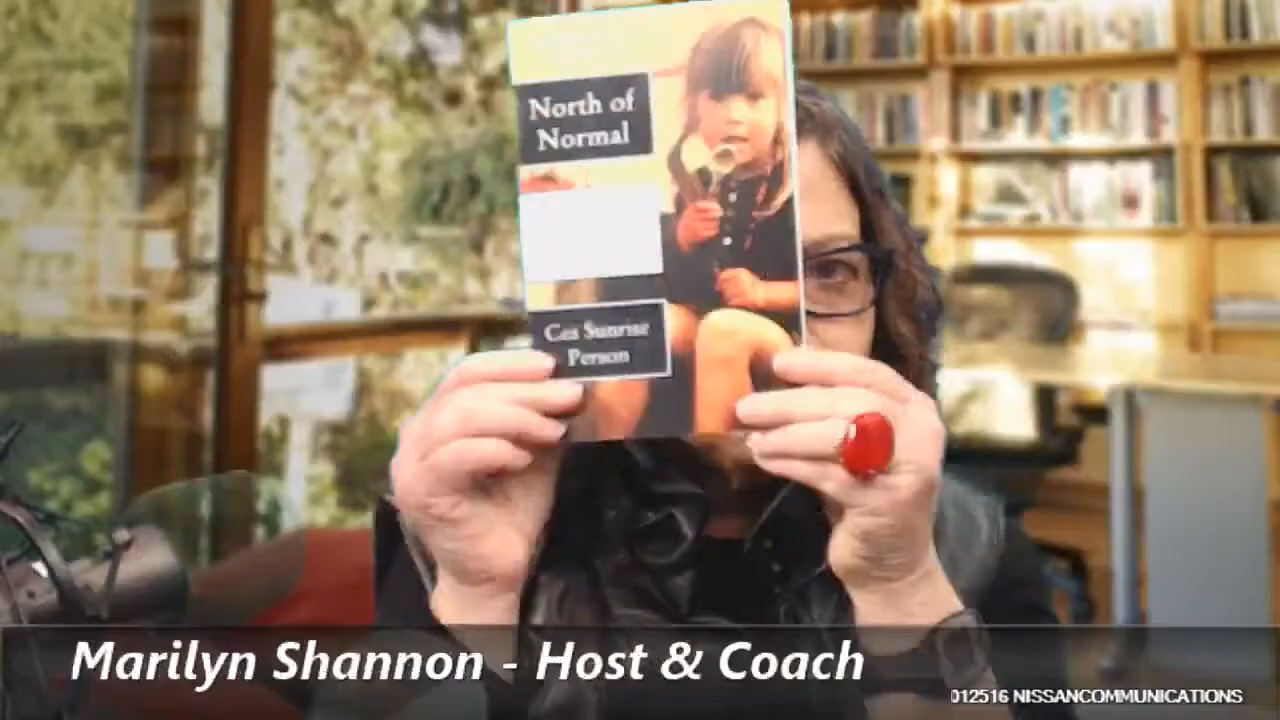 North of
Normal
Cea Sunrise
Person
Marilyn Shannon - Host & Coach
012516 NISSANCOMMUNICATIONS